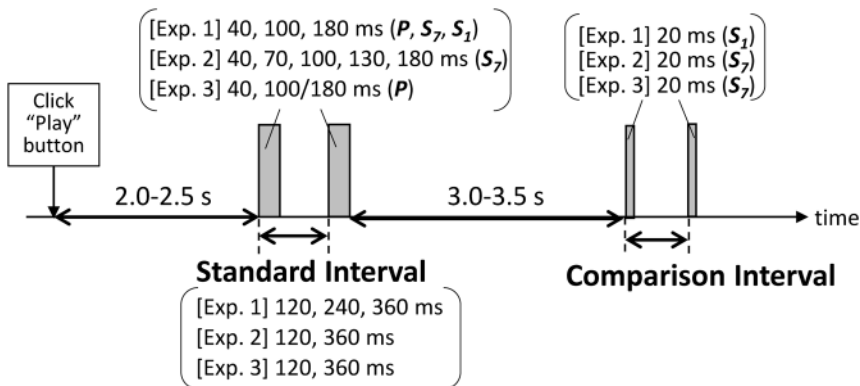 [Exp. 1] 40, 100, 180 ms (P, S7, S1)
[Exp. 2] 40, 70, 100, 130, 180 ms (S7)
[Exp. 3] 40, 100/180 ms (P)
[Exp. 1] 20 ms (S1)
[Exp. 2] 20 ms (S7)
[Exp. 3] 20 ms (S7)
Click
“Play”
button
2.0-2.5 s
3.0-3.5 s
time
Standard Interval
Comparison Interval
[Exp. 1] 120, 240, 360 ms
[Exp. 2] 120, 360 ms
[Exp. 3] 120, 360 ms